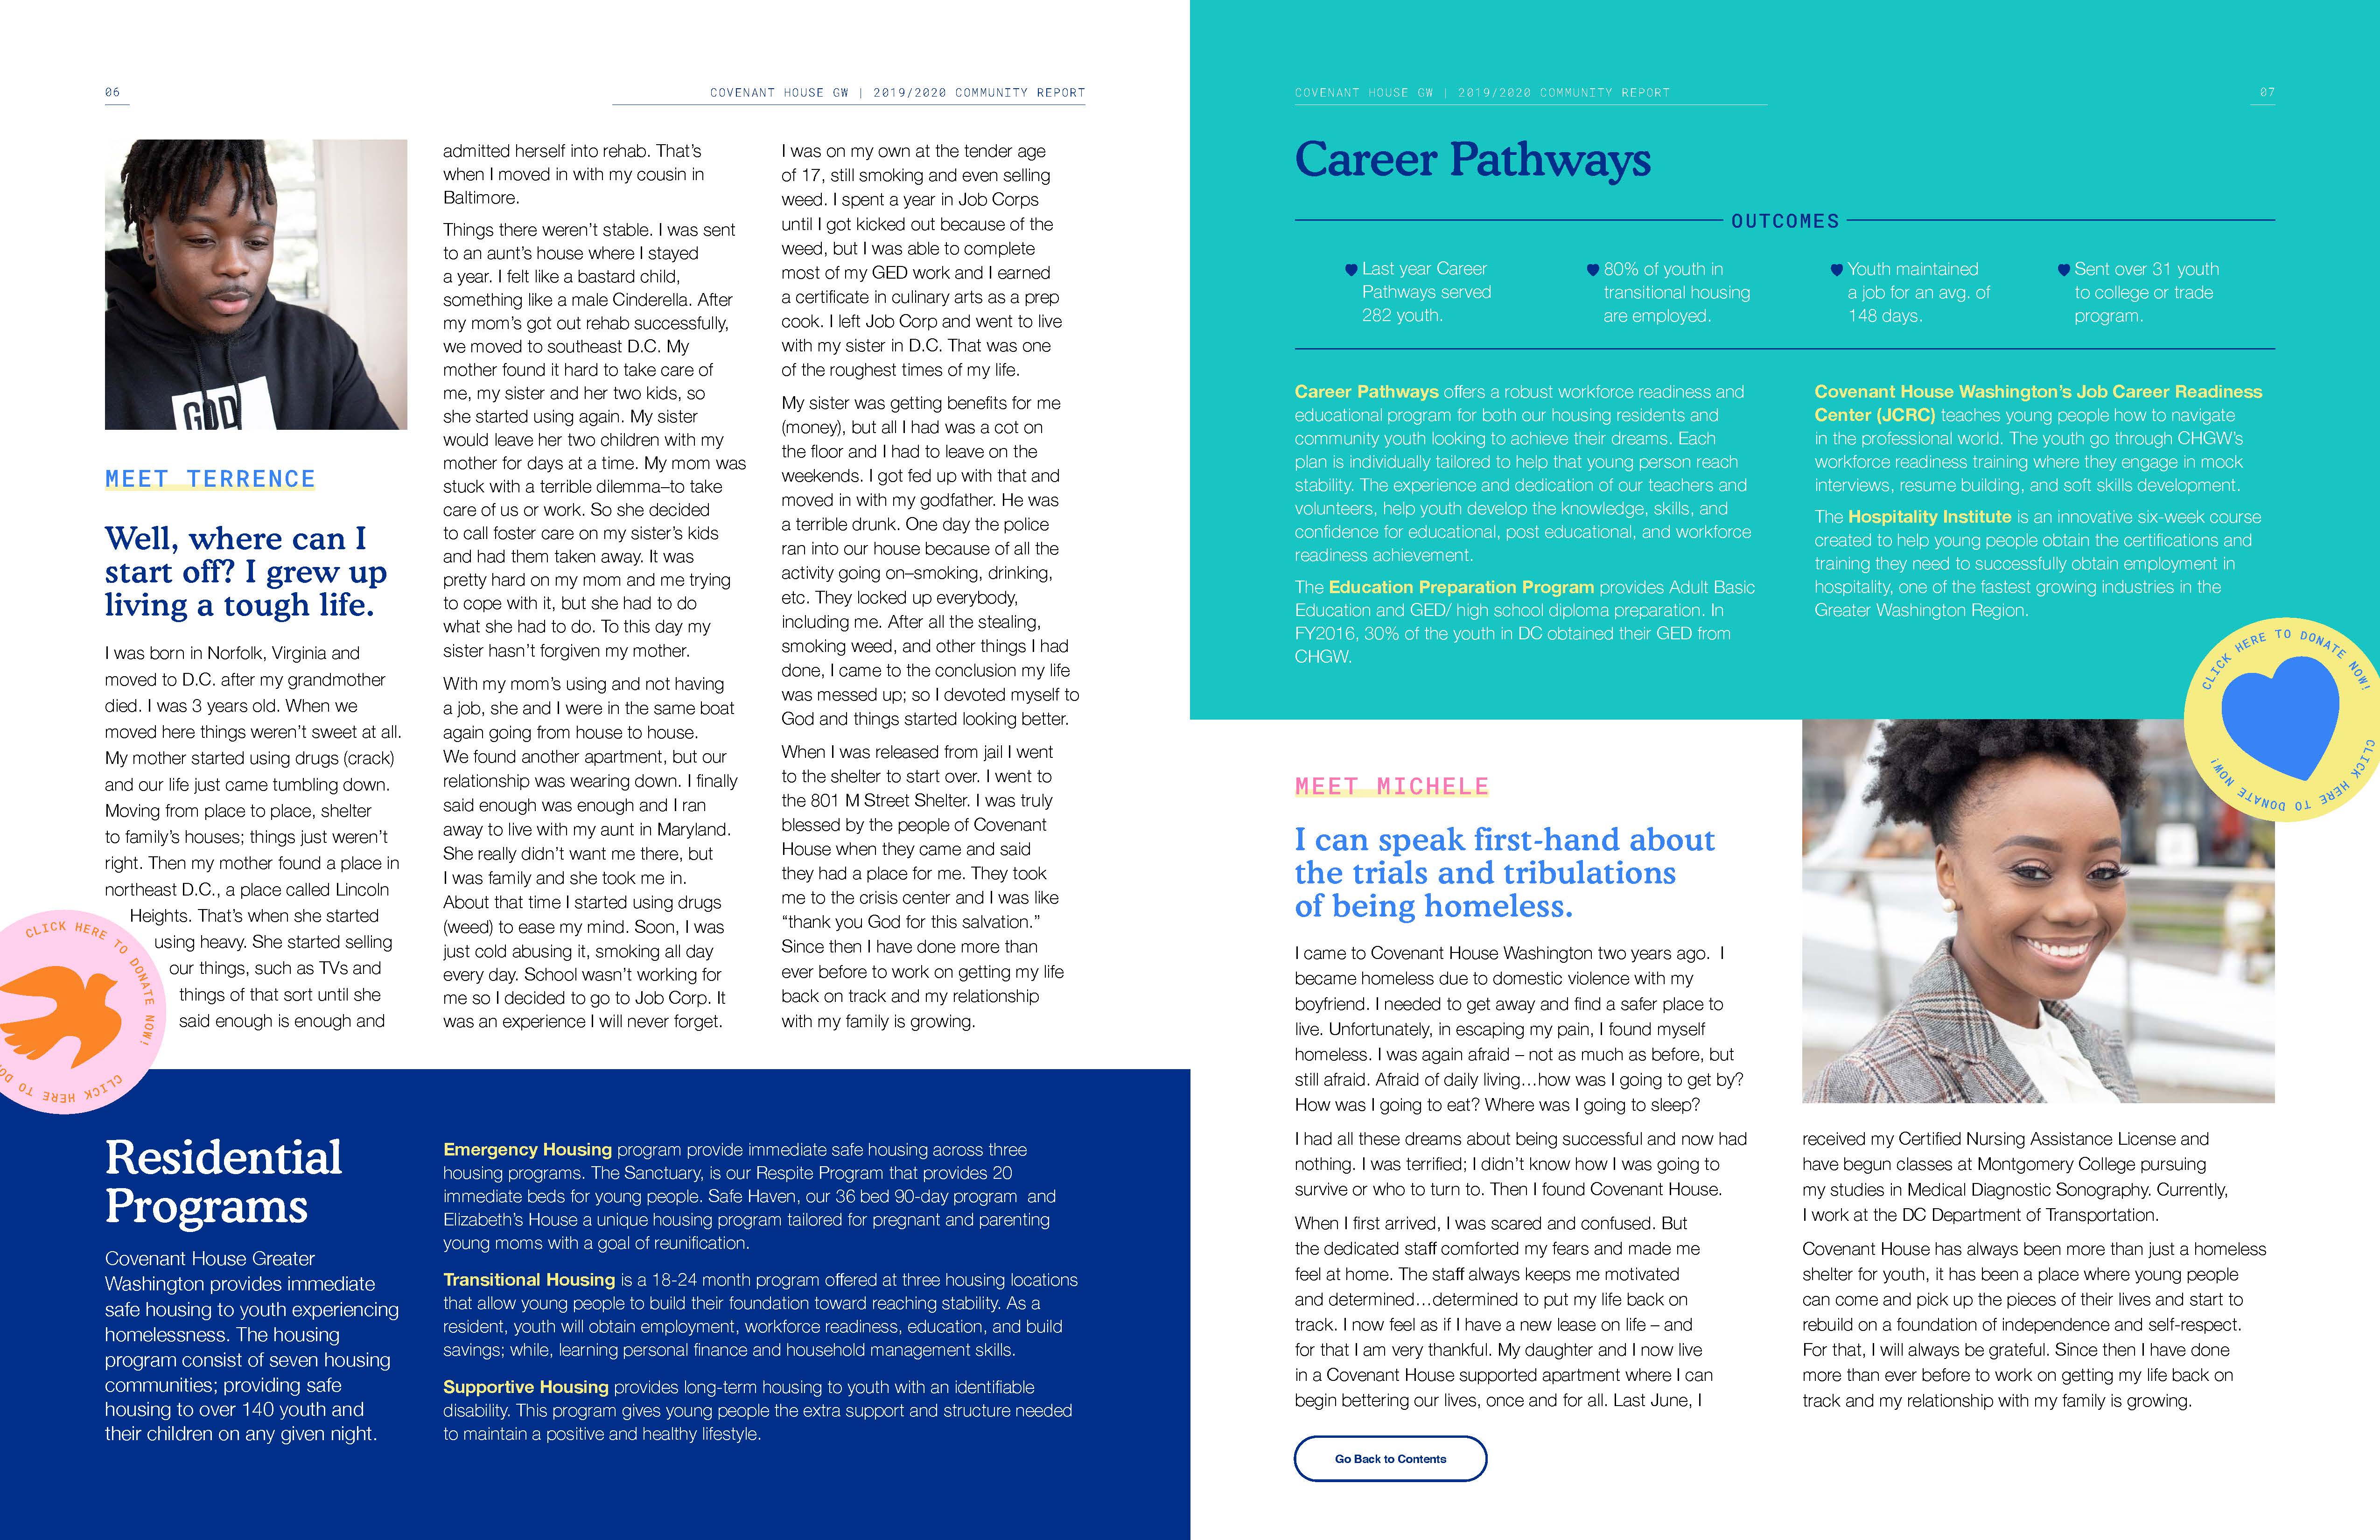 06
COVENANT HOUSE GW | 2019/2020 COMMUNITY REPORT
GOD
MEET TERRENCE
Well, where can I
start off? I grew up
living a tough life.
I was born in Norfolk, Virginia and
moved to D.C. after my grandmother
died. I was 3 years old. When we
moved here things weren't sweet at all.
My mother started using drugs (crack)
and our life just came tumbling down.
Moving from place to place, shelter
to family's houses; things just weren't
right. Then my mother found a place in
northeast D.C., a place called Lincoln
Heights. That's when she started
using heavy. She started selling
our things, such as TVs and
things of that sort until she
said enough is enough and
admitted herself into rehab. That's
when I moved in with my cousin in
Baltimore.
Things there weren't stable. I was sent
to an aunt's house where I stayed
a year. I felt like a bastard child,
something like a male Cinderella. After
my mom's got out rehab successfully,
we moved to southeast D.C. My
mother found it hard to take care of
me, my sister and her two kids, so
she started using again. My sister
would leave her two children with my
mother for days at a time. My mom was
stuck with a terrible dilemma–to take
care of us or work. So she decided
to call foster care on my sister's kids
and had them taken away. It was
pretty hard on my mom and me trying
to cope with it, but she had to do
what she had to do. To this day my
sister hasn't forgiven my mother.
With my mom's using and not having
a job, she and I were in the same boat
again going from house to house.
We found another apartment, but our
relationship was wearing down. I finally
said enough was enough and I ran
away to live with my aunt in Maryland.
She really didn't want me there, but
I was family and she took me in.
About that time I started using drugs
(weed) to ease my mind. Soon, I was
just cold abusing it, smoking all day
every day. School wasn't working for
me so I decided to go to Job Corp. It
was an experience I will never forget.
I was on my own at the tender age
of 17, still smoking and even selling
weed. I spent a year in Job Corps
until I got kicked out because of the
weed, but I was able to complete
most of my GED work and I earned
a certificate in culinary arts as a prep
cook. I left Job Corp and went to live
with my sister in D.C. That was one
of the roughest times of my life.
My sister was getting benefits for me
(money), but all I had was a cot on
the floor and I had to leave on the
weekends. I got fed up with that and
moved in with my godfather. He was
a terrible drunk. One day the police
ran into our house because of all the
activity going on–smoking, drinking,
etc. They locked up everybody,
including me. After all the stealing,
smoking weed, and other things I had
done, I came to the conclusion my life
was messed up; so I devoted myself to
God and things started looking better.
When I was released from jail I went
to the shelter to start over. I went to
the 801 M Street Shelter. I was truly
blessed by the people of Covenant
House when they came and said
they had a place for me. They took
me to the crisis center and I was like
“thank you God for this salvation.”
Since then I have done more than
ever before to work on getting my life
back on track and my relationship
with my family is growing.
CLICK HERE TO DONATE NOW!
CLICK HERE TO DO
Residential
Programs
Covenant House Greater
Washington provides immediate
safe housing to youth experiencing
homelessness. The housing
program consist of seven housing
communities; providing safe
housing to over 140 youth and
their children on any given night.
Emergency Housing program provide immediate safe housing across three
housing programs. The Sanctuary, is our Respite Program that provides 20
immediate beds for young people. Safe Haven, our 36 bed 90-day program and
Elizabeth's House a unique housing program tailored for pregnant and parenting
young moms with a goal of reunification.
Transitional Housing is a 18-24 month program offered at three housing locations
that allow young people to build their foundation toward reaching stability. As a
resident, youth will obtain employment, workforce readiness, education, and build
savings; while, learning personal finance and household management skills.
Supportive Housing provides long-term housing to youth with an identifiable
disability. This program gives young people the extra support and structure needed
to maintain a positive and healthy lifestyle.
COVENANT HOUSE GW | 2019/2020 COMMUNITY REPORT
07
Career Pathways
OUTCOMES
Last year Career
Pathways served
282 youth.
80% of youth in
transitional housing
are employed.
Youth maintained
a job for an avg. of
148 days.
Sent over 31 youth
to college or trade
program.
Career Pathways offers a robust workforce readiness and
educational program for both our housing residents and
community youth looking to achieve their dreams. Each
plan is individually tailored to help that young person reach
stability. The experience and dedication of our teachers and
volunteers, help youth develop the knowledge, skills, and
confidence for educational, post educational, and workforce
readiness achievement.
The Education Preparation Program provides Adult Basic
Education and GED/ high school diploma preparation. In
FY2016, 30% of the youth in DC obtained their GED from
CHGW.
Covenant House Washington's Job Career Readiness
Center (JCRC) teaches young people how to navigate
in the professional world. The youth go through CHGW's
workforce readiness training where they engage in mock
interviews, resume building, and soft skills development.
The Hospitality Institute is an innovative six-week course
created to help young people obtain the certifications and
training they need to successfully obtain employment in
hospitality, one of the fastest growing industries in the
Greater Washington Region.
CLICK HERE TO DONATE NOW!
CLICK HERE TO DONATE NOW!
MEET MICHELE
I can speak first-hand about
the trials and tribulations
of being homeless.
I came to Covenant House Washington two years ago. I
became homeless due to domestic violence with my
boyfriend. I needed to get away and find a safer place to
live. Unfortunately, in escaping my pain, I found myself
homeless. I was again afraid – not as much as before, but
still afraid. Afraid of daily living…how was I going to get by?
How was I going to eat? Where was I going to sleep?
I had all these dreams about being successful and now had
nothing. I was terrified; I didn't know how I was going to
survive or who to turn to. Then I found Covenant House.
When I first arrived, I was scared and confused. But
the dedicated staff comforted my fears and made me
feel at home. The staff always keeps me motivated
and determined…determined to put my life back on
track. I now feel as if I have a new lease on life – and
for that I am very thankful. My daughter and I now live
in a Covenant House supported apartment where I can
begin bettering our lives, once and for all. Last June, I
received my Certified Nursing Assistance License and
have begun classes at Montgomery College pursuing
my studies in Medical Diagnostic Sonography. Currently,
I work at the DC Department of Transportation.
Covenant House has always been more than just a homeless
shelter for youth, it has been a place where young people
can come and pick up the pieces of their lives and start to
rebuild on a foundation of independence and self-respect.
For that, I will always be grateful. Since then I have done
more than ever before to work on getting my life back on
track and my relationship with my family is growing.
Go Back to Contents